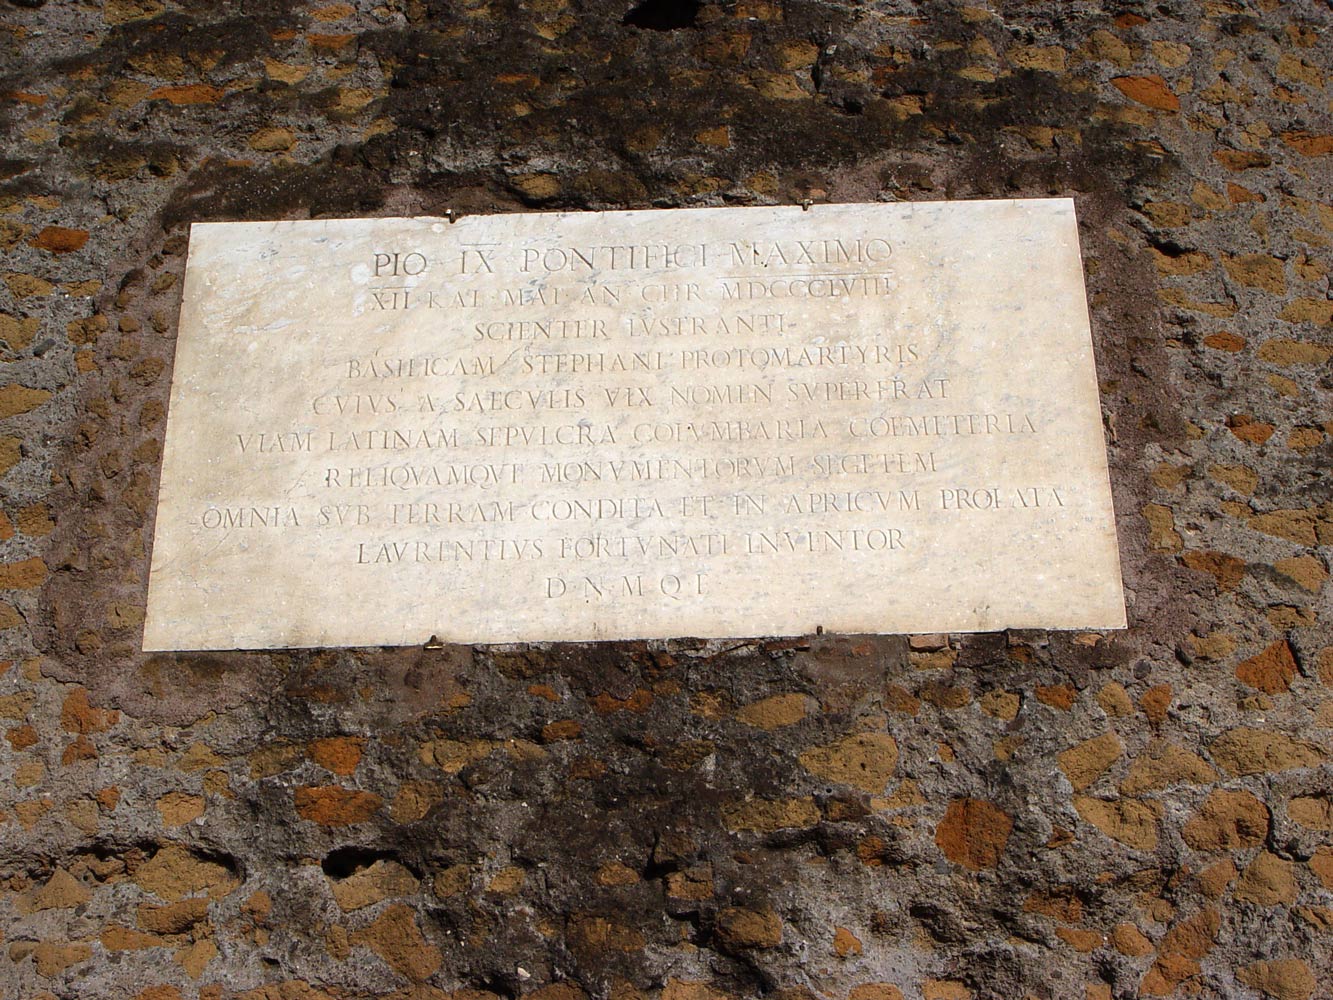 PIO · IX · PONTIFICI · MAXIMO
XII · KAL · MAI · AN · CHR · MDCCCLVIII
SCIENTER LVSTRANTI
BASILICAM STEPHANI PROTOMARTYRIS
CVIVS A SAECVLIS VIX NOMEN SVPERERAT
VIAM LATINAM SEPVLCRA COLVMBARIA COEMETERIA
RELIQVAMQVE MONVMENTORVM SEGETEM
OMNIA SVB TERRAM CONDITA ET IN APRICVM PROLATA
LAVRENTIVS FORTVNATI INVENTOR
D · N · M · Q · E